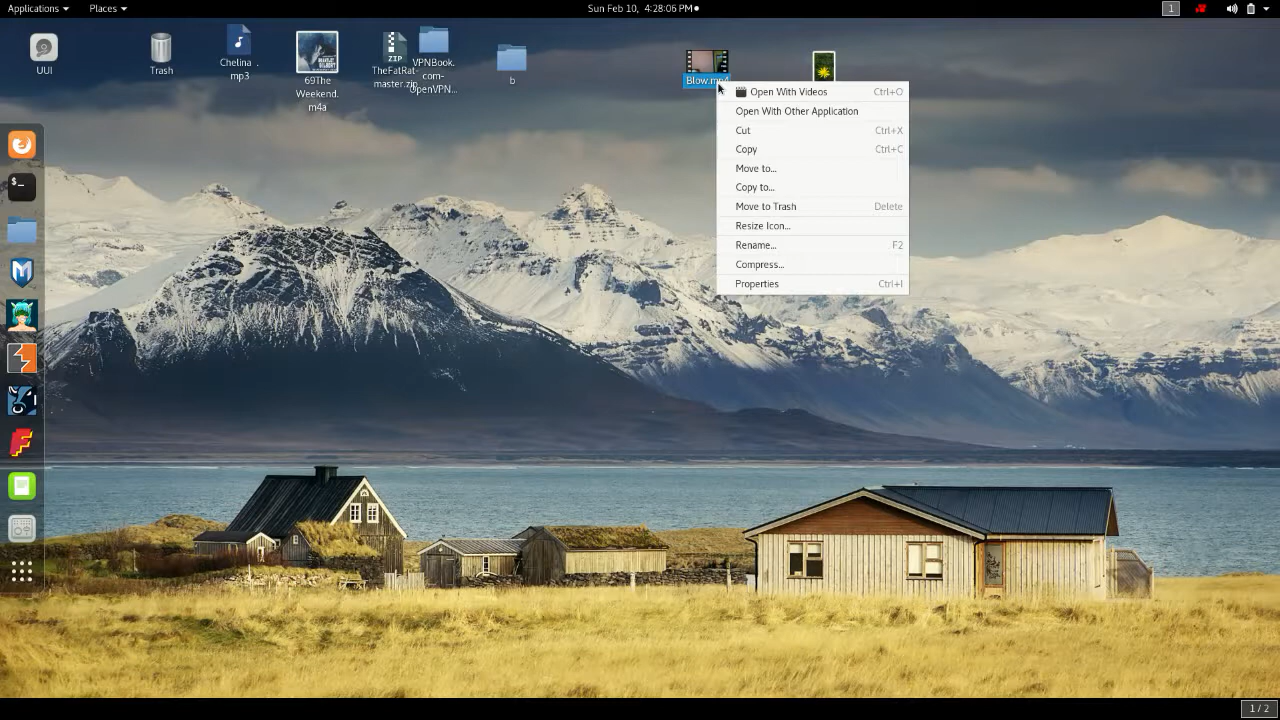 Applications
Places
Sun Feb 10, 4:28:06 PM
1
UUI
Trash
Chelina .
mp3
69The
Weekend.
m4a
ZIP
TheFatRat-
master.zip
VPNBook.
com-
OpenVPN...
b
Blow.mp4
Open With Videos Ctrl+O
Open With Other Application
Cut Ctrl+X
Copy Ctrl+C
Move to...
Copy to...
Move to Trash Delete
Resize Icon...
Rename... F2
Compress...
Properties Ctrl+I
1 / 2